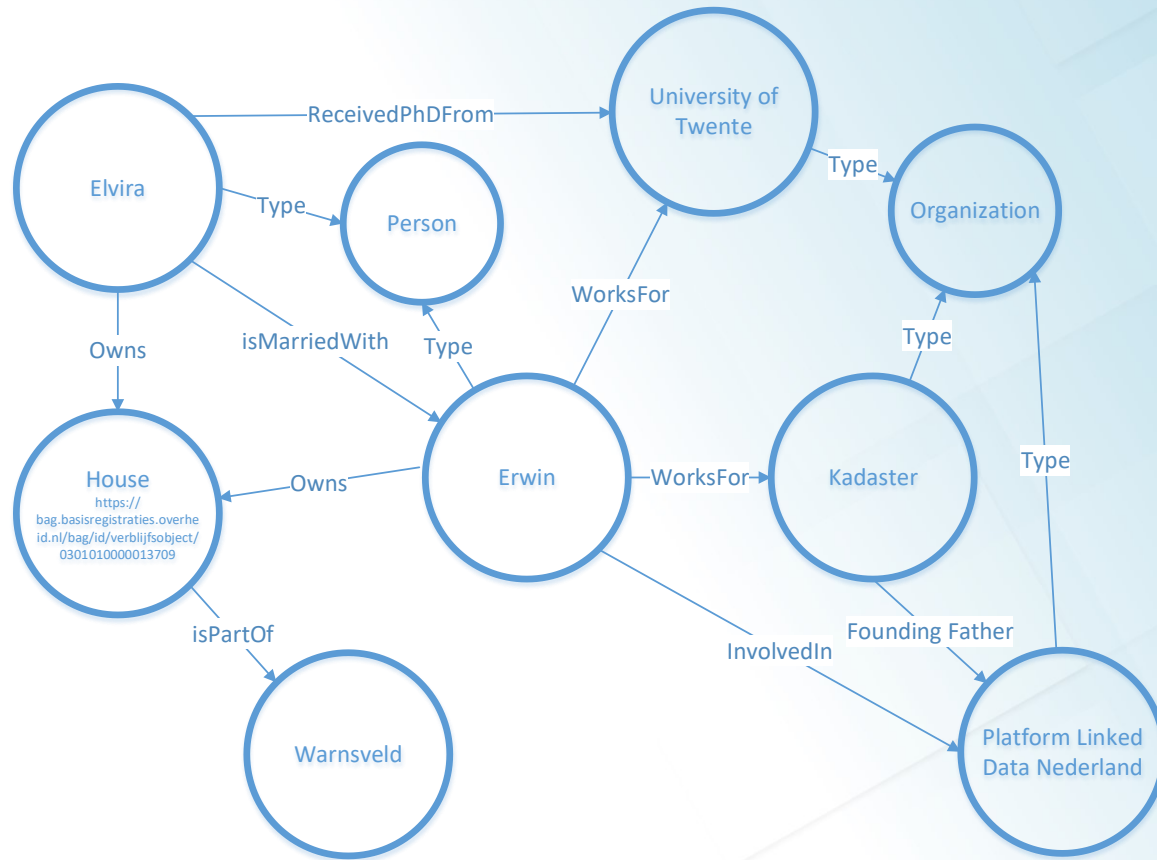 University of
Twente
ReceivedPhDFrom
Elvira
Type
Type
Person
Organization
WorksFor
isMarriedWith
Type
Type
Owns
House
https://
bag.basisregistraties.overhe
id.nl/bag/id/verblijfsobject/
0301010000013709
Owns
Erwin
WorksFor
Kadaster
Type
isPartOf
InvolvedIn
Founding Father
Warnsveld
Platform Linked
Data Nederland